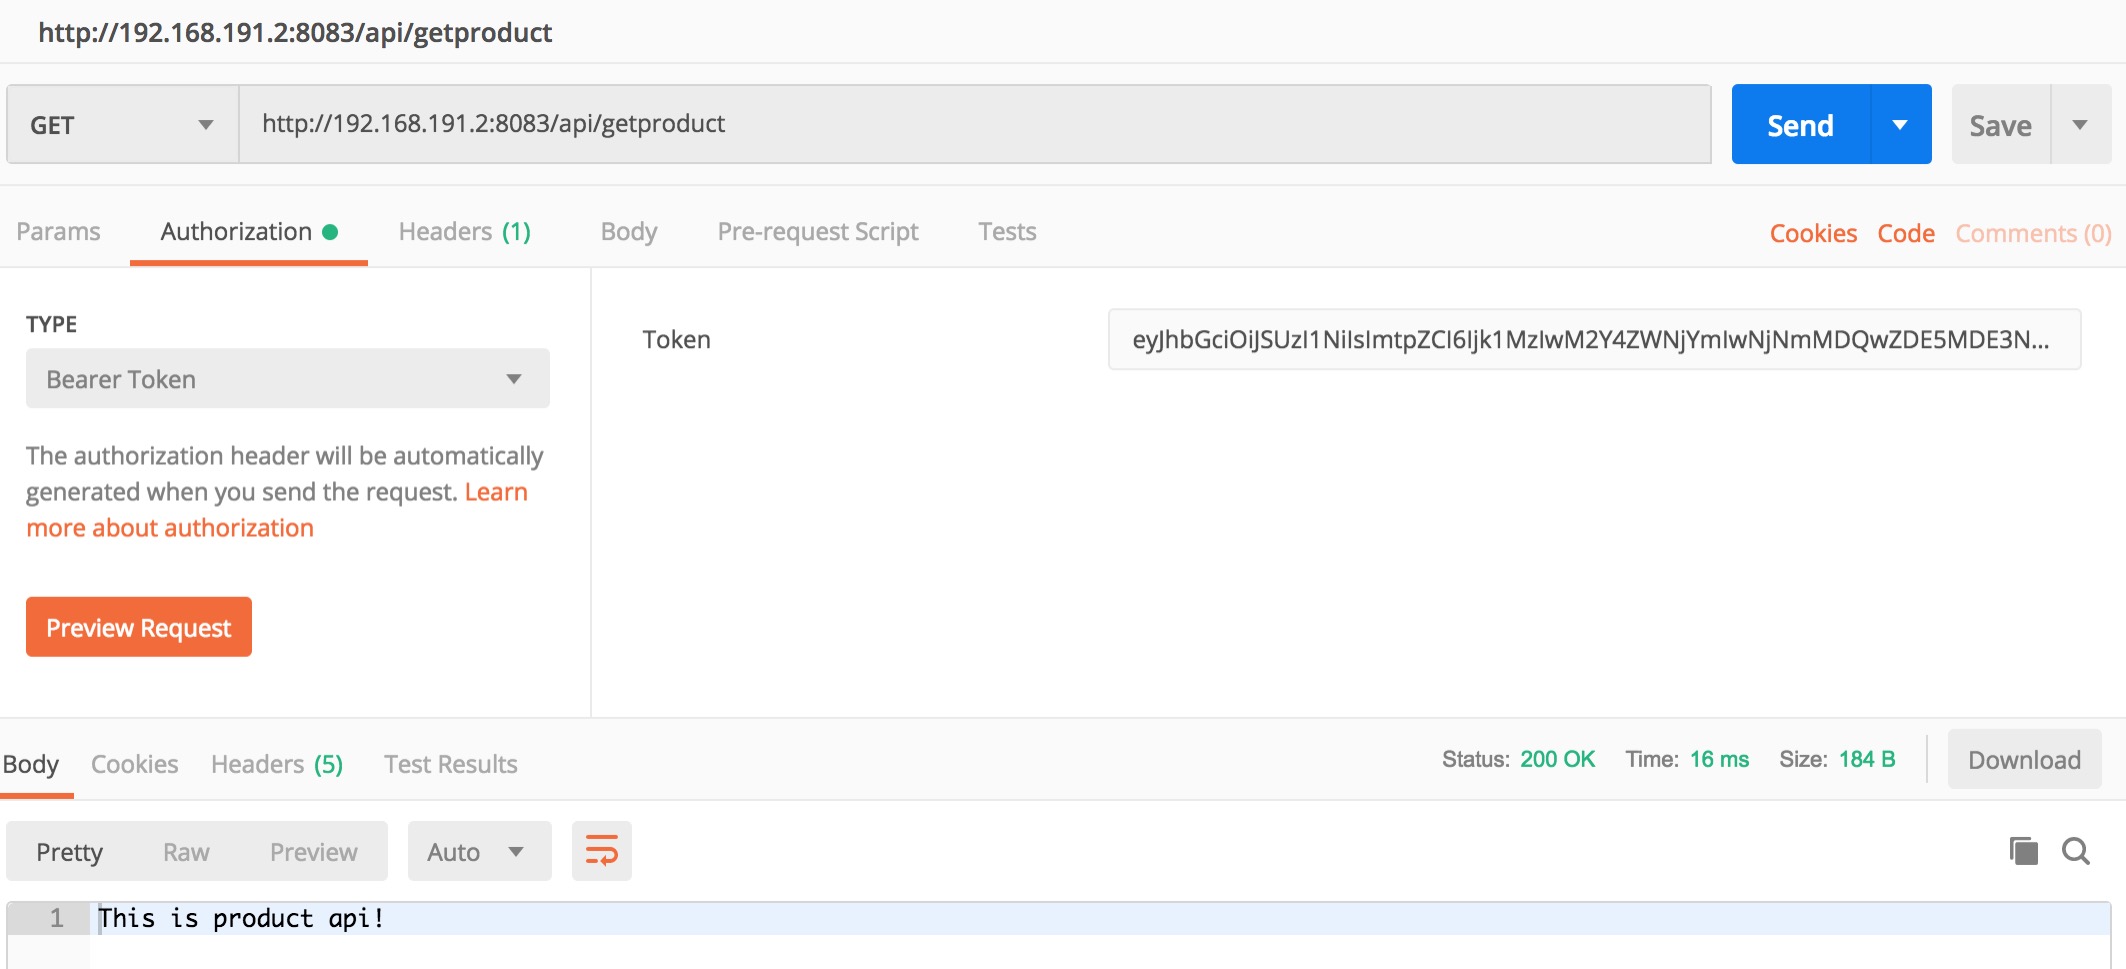 http://192.168.191.2:8083/api/getproduct
GET http://192.168.191.2:8083/api/getproduct Send Save
Params Authorization Headers (1) Body Pre-request Script Tests Cookies Code Comments (0)
TYPE
Bearer Token
The authorization header will be automatically
generated when you send the request. Learn
more about authorization
Preview Request
Token eyJhbGciOiJSUzI1NiIsImtpZCI6Ijk1MzIwM2Y4ZWNjYmIwNjNmMDQwZDE5MDE3N...
Body Cookies Headers (5) Test Results Status: 200 OK Time: 16 ms Size: 184 B Download
Pretty Raw Preview Auto
1 This is product api!